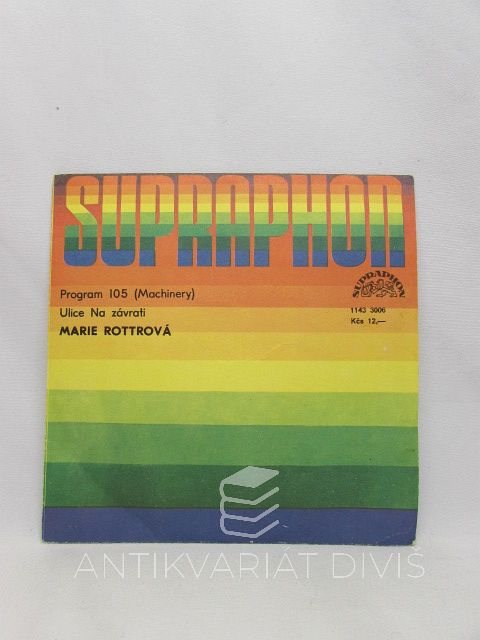 SUPRAPHON
Program 105 (Machinery)
Ulice Na závrati
MARIE ROTTROVÁ
SUPRAPHON
1143 3006
Kčs 12,—
ANTIKVARIÁT DIVIŠ